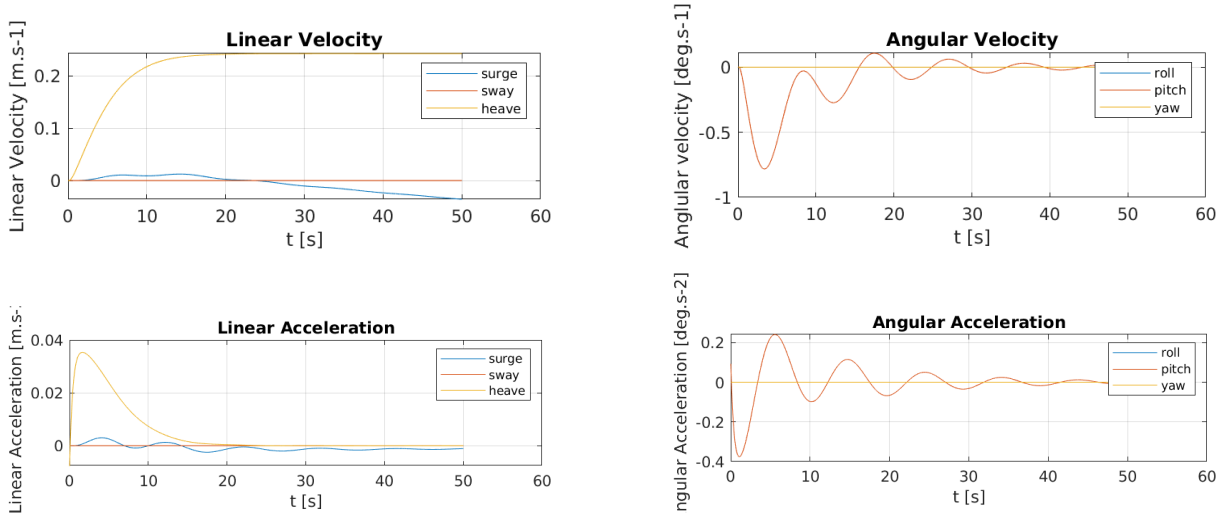 Linear Velocity
Linear Velocity [m.s-1]
0.2
0.1
0
0 10 20 30 40 50 60
t [s]
surge
sway
heave
Angular Velocity
Anglular velocity [deg.s-1]
0
-0.5
-1
0 10 20 30 40 50 60
t [s]
roll
pitch
yaw
Linear Acceleration
Linear Acceleration [m.s-
0.04
0.02
0
0 10 20 30 40 50 60
t [s]
surge
sway
heave
Angular Acceleration
ngular Acceleration [deg.s-2]
0.2
0
-0.2
-0.4
0 10 20 30 40 50 60
t [s]
roll
pitch
yaw